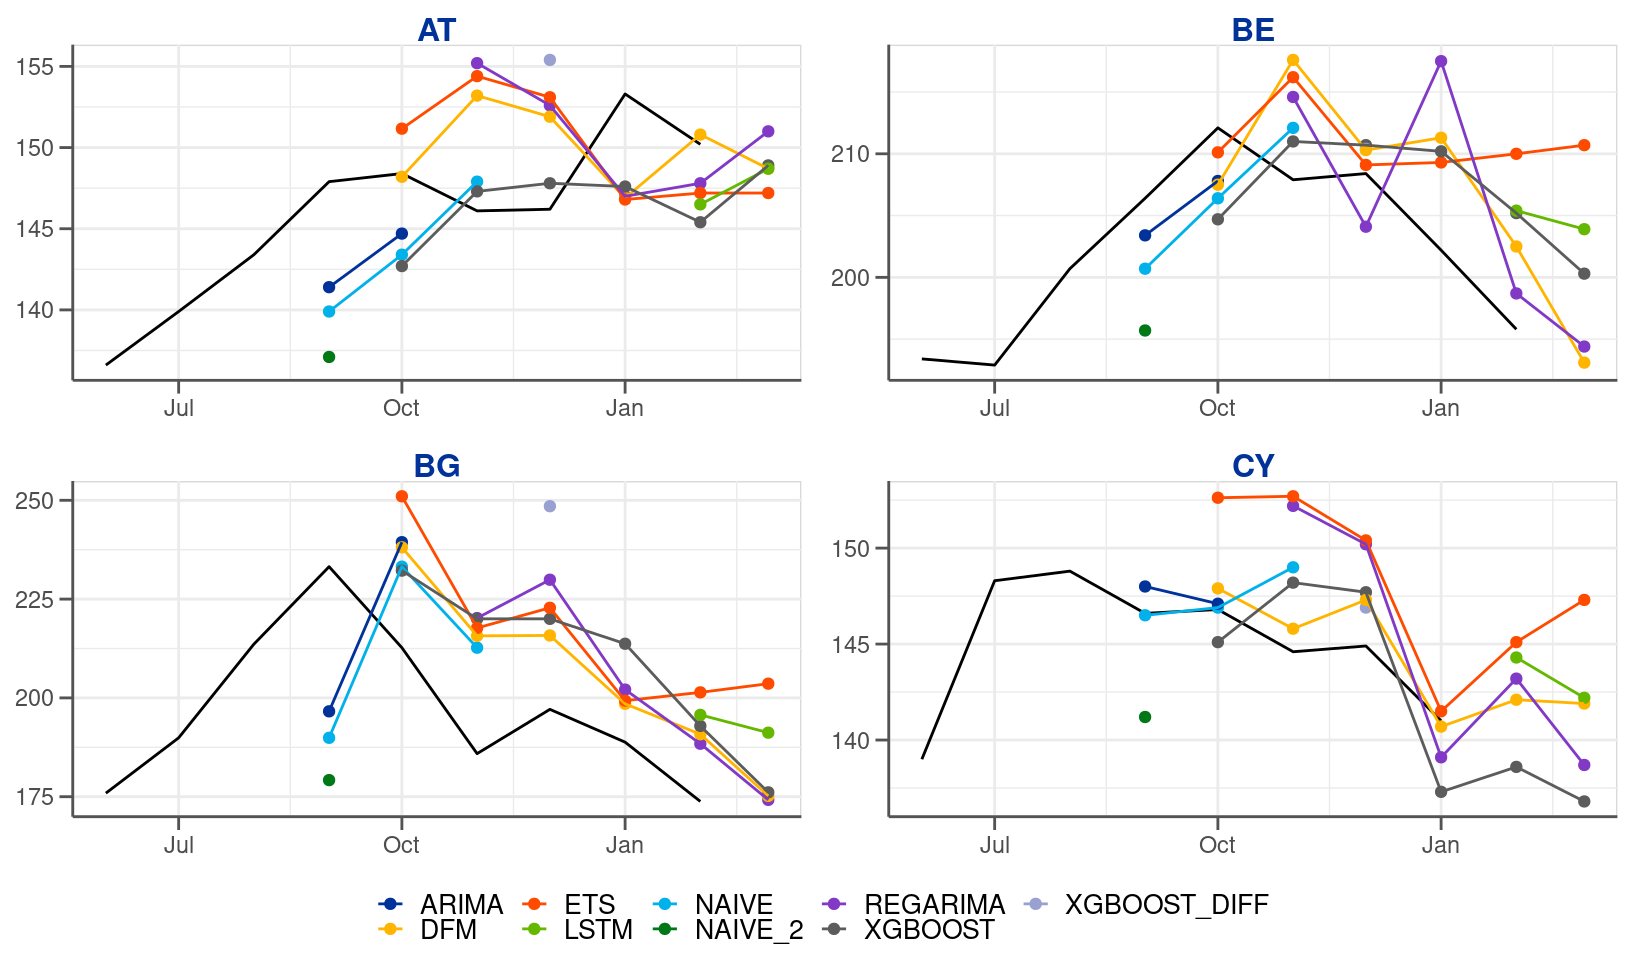 AT
BE
155
150
145
140
Jul
Oct
Jan
210
200
Jul
Oct
Jan
BG
CY
250
225
200
175
Jul
Oct
Jan
150
145
140
Jul
Oct
Jan
ARIMA ETS NAIVE REGARIMA XGBOOST_DIFF
DFM LSTM NAIVE_2 XGBOOST